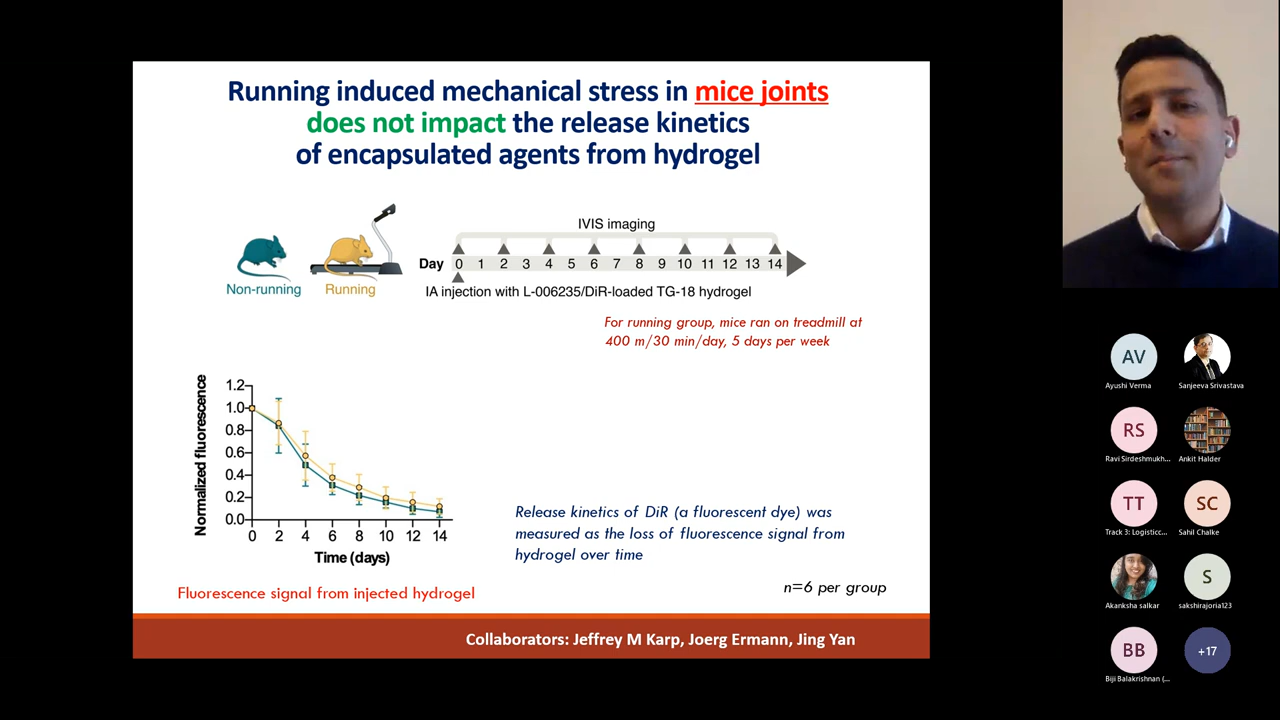 Running induced mechanical stress in mice joints
does not impact the release kinetics
of encapsulated agents from hydrogel
IVIS imaging
Non-running
Running
Day 0 1 2 3 4 5 6 7 8 9 10 11 12 13 14
IA injection with L-006235/DiR-loaded TG-18 hydrogel
For running group, mice ran on treadmill at
400 m/30 min/day, 5 days per week
Normalized fluorescence
1.2
1.0
0.8
0.6
0.4
0.2
0.0
0 2 4 6 8 10 12 14
Time (days)
Fluorescence signal from injected hydrogel
Release kinetics of DiR (a fluorescent dye) was
measured as the loss of fluorescence signal from
hydrogel over time
n=6 per group
Collaborators: Jeffrey M Karp, Joerg Ermann, Jing Yan
AV
Ayushi Verma
Sanjeeva Srivastava
RS
Ravi Sirdeshmukh...
Ankit Halder
TT
Track 3: Logisticc...
SC
Sahil Chalke
Akanksha salkar
S
sakshirajoria123
BB
Biji Balakrishnan (...
+17